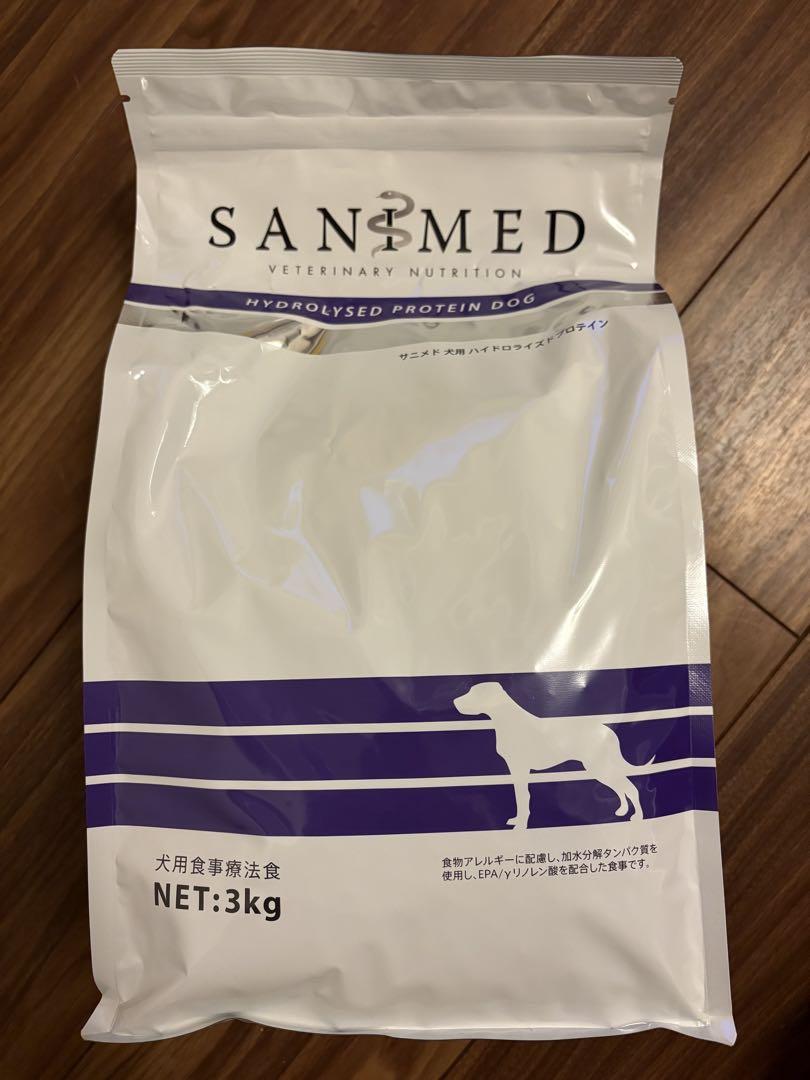 SANIMED
VETERINARY NUTRITION
HYDROLYSED PROTEIN DOG
サニメド 犬用 ハイドロライズド プロテイン
犬用食事療法食
NET:3kg
食物アレルギーに配慮し、加水分解タンパク質を
使用し、EPA/γリノレン酸を配合した食事です。